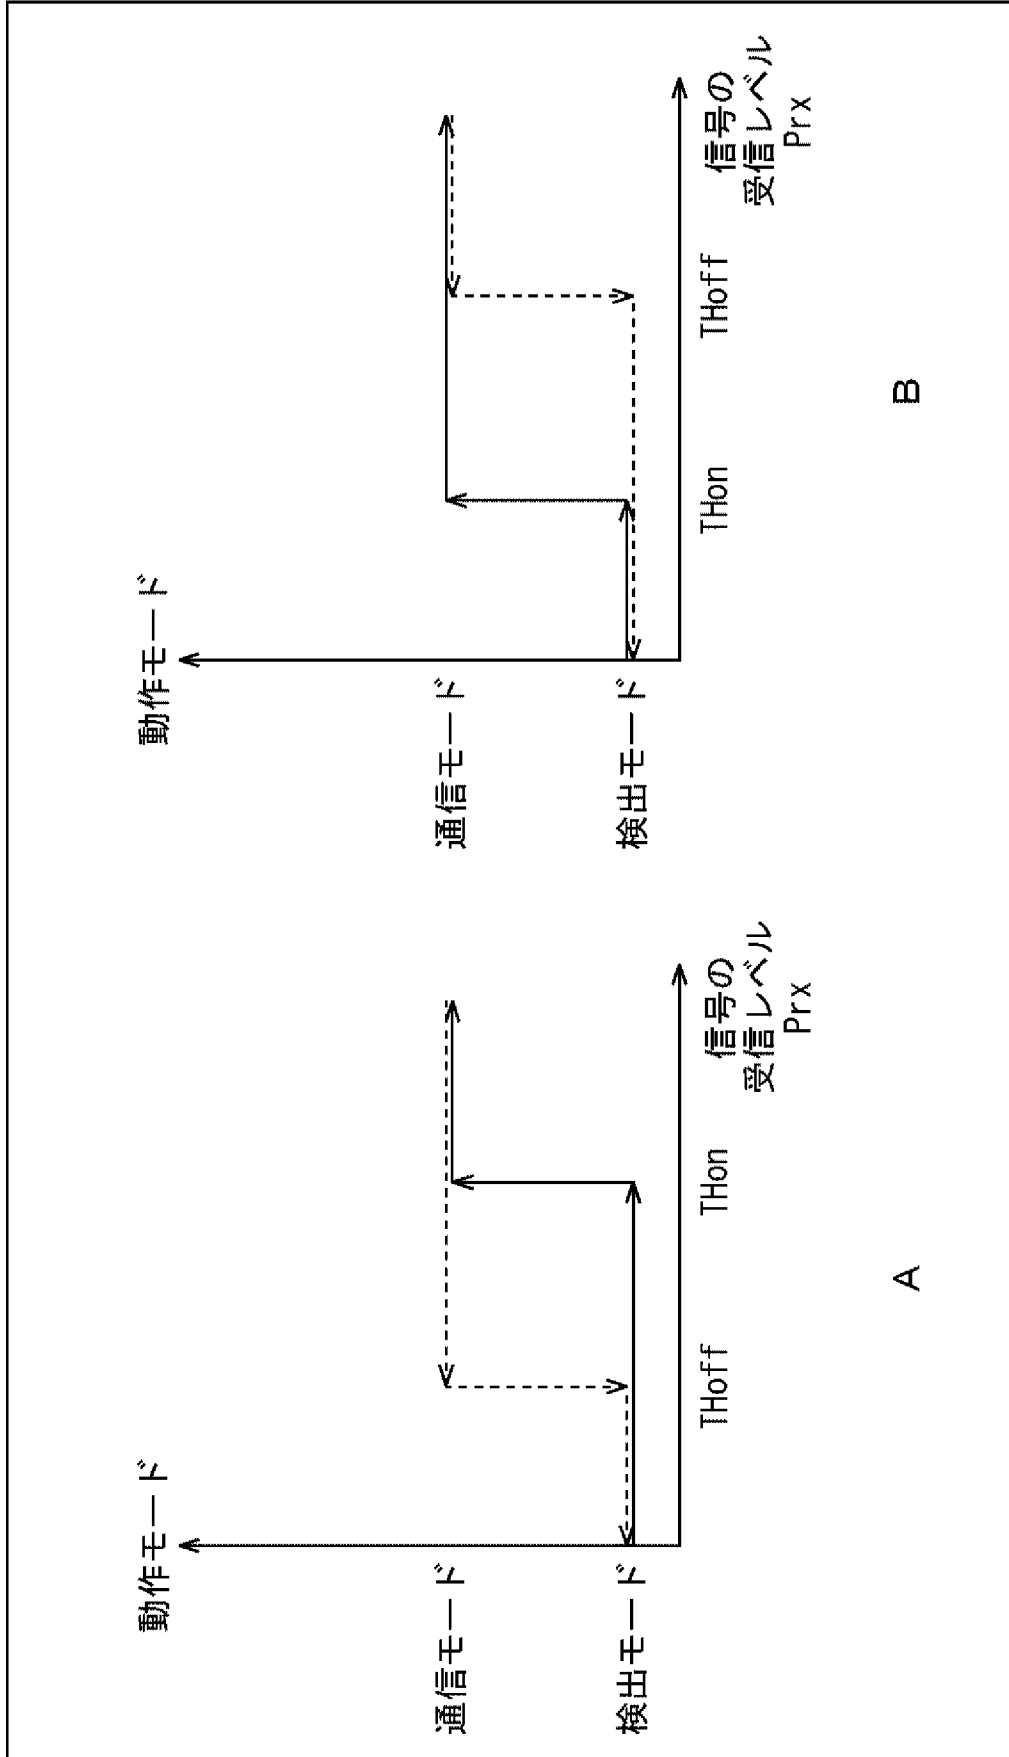 動作モード
通信モード
検出モード
THoff
THon
信号の
受信レベル
Prx
A
動作モード
通信モード
検出モード
THon
THoff
信号の
受信レベル
Prx
B